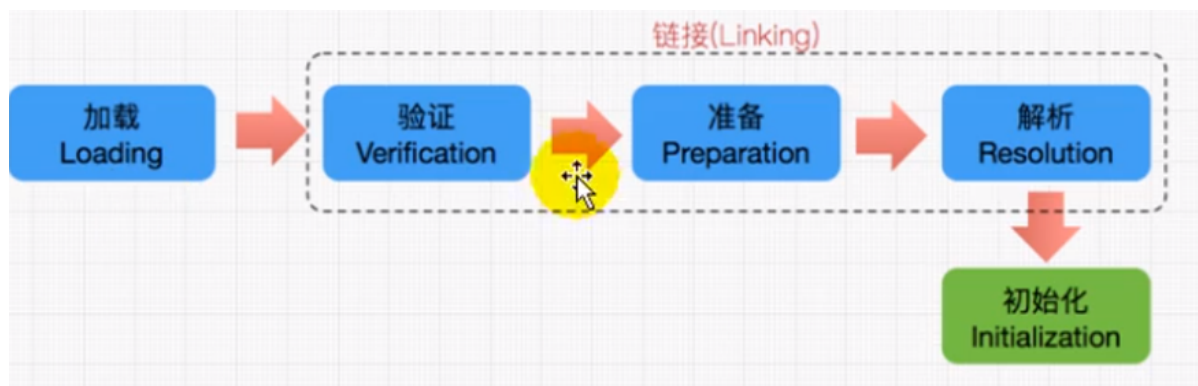 链接(Linking)
加载
Loading
验证
Verification
准备
Preparation
解析
Resolution
初始化
Initialization